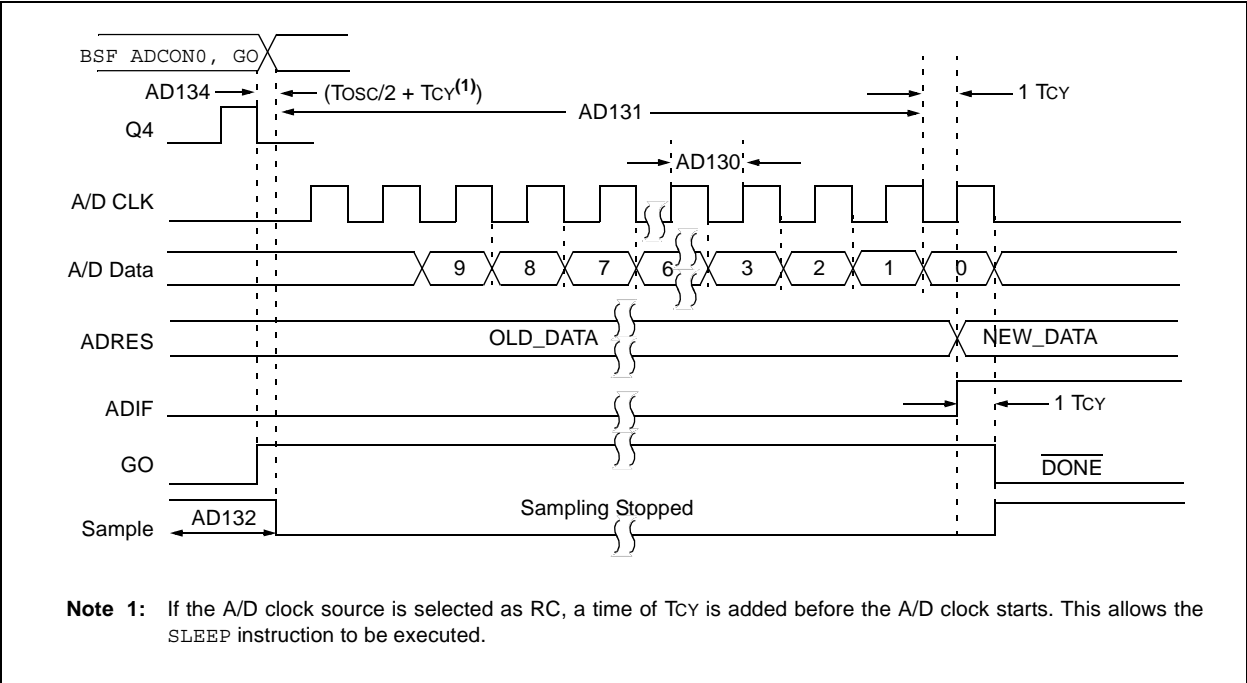 BSF ADCON0, GO
AD134
(TOSC/2 + TCY(1))
1 TCY
AD131
Q4
AD130
A/D CLK
A/D Data
9 8 7 6 3 2 1 0
ADRES
OLD_DATA
NEW_DATA
ADIF
1 TCY
GO
DONE
Sample
AD132
Sampling Stopped
Note 1: If the A/D clock source is selected as RC, a time of TCY is added before the A/D clock starts. This allows the
SLEEP instruction to be executed.